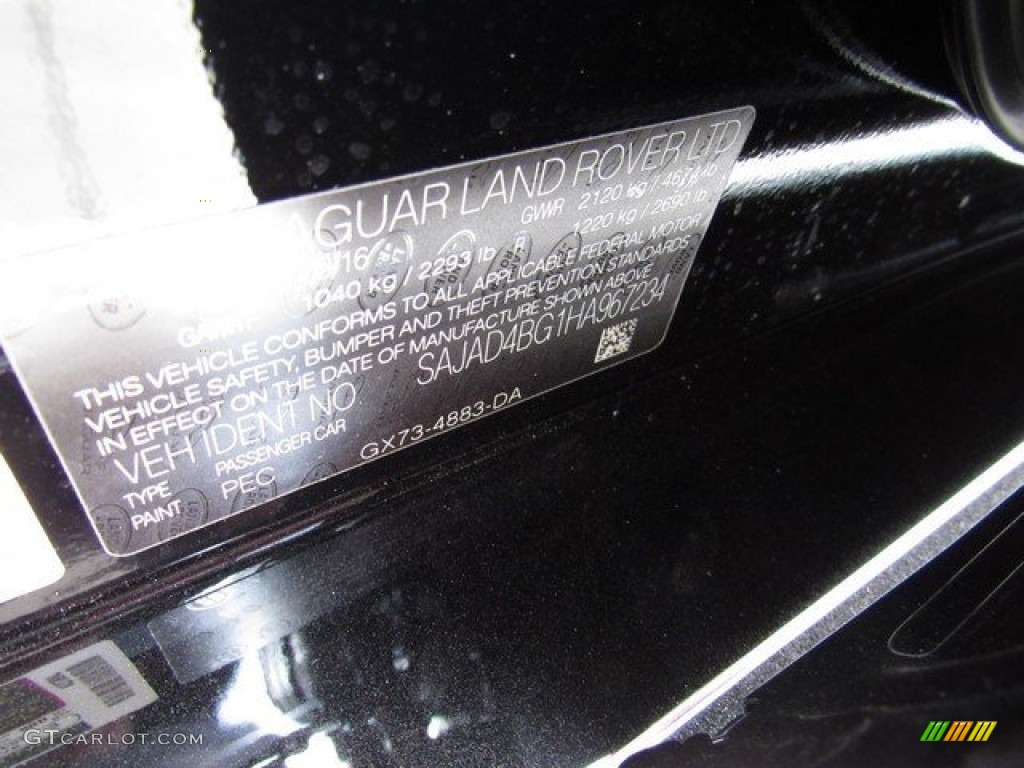 JAGUAR LAND ROVER LTD
GVWR 2120 kg / 4674 lb
1040 kg / 2293 lb R 1220 kg / 2690 lb
THIS VEHICLE CONFORMS TO ALL APPLICABLE FEDERAL MOTOR
VEHICLE SAFETY, BUMPER AND THEFT PREVENTION STANDARDS
IN EFFECT ON THE DATE OF MANUFACTURE SHOWN ABOVE
VEH IDENT NO SAJAD4BG1HA967234
TYPE PASSENGER CAR
PAINT PEC GX73-4883-DA
GTCARLOT.COM